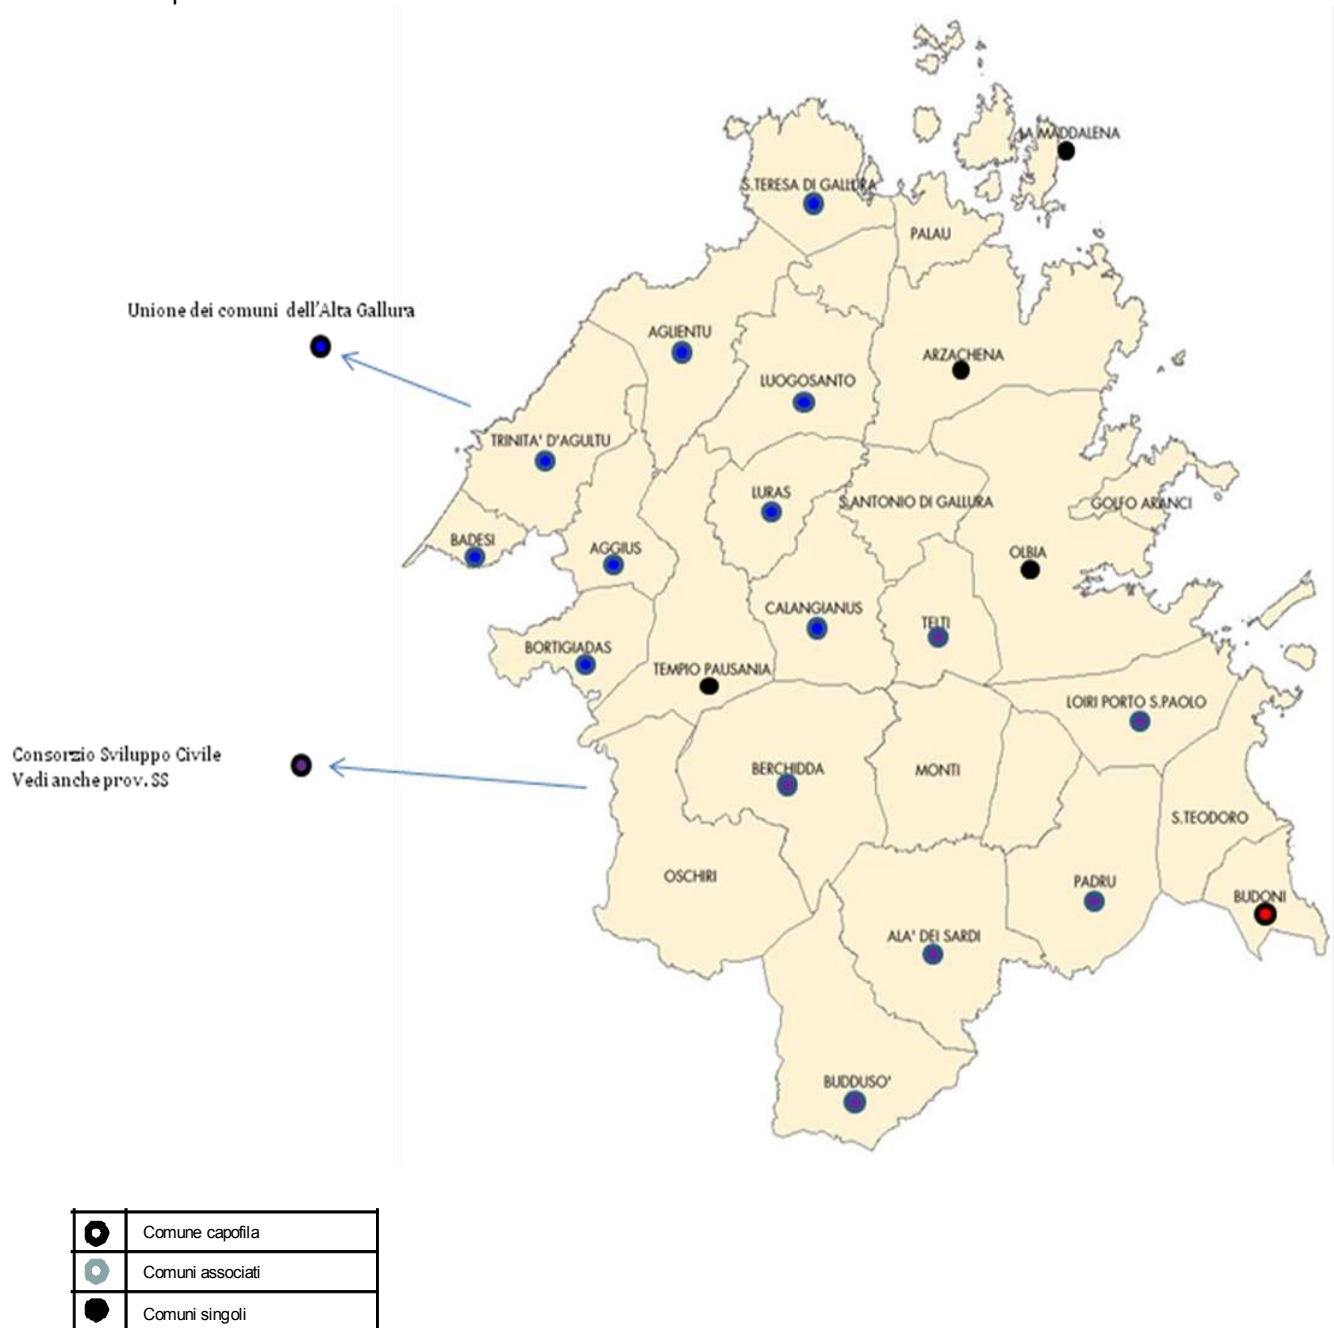 LA MADDALENA
S.TERESA DI GALLURA
PALAU
Unione dei comuni dell'Alta Gallura
AGLIENTU
ARZACHENA
LUOGOSANTO
TRINITA' D'AGULTU
LURAS
S.ANTONIO DI GALLURA
GOLFO ARANCI
BADESI
AGGIUS
OLBIA
CALANGIANUS
TELTI
BORTIGIADAS
TEMPIO PAUSANIA
LOIRI PORTO S.PAOLO
Consorzio Sviluppo Civile
Vedi anche prov. SS
BERCHIDDA
MONTI
S.TEODORO
OSCHIRI
PADRU
BUDONI
ALA' DEI SARDI
BUDDUSO'
Comune capofila
Comuni associati
Comuni singoli